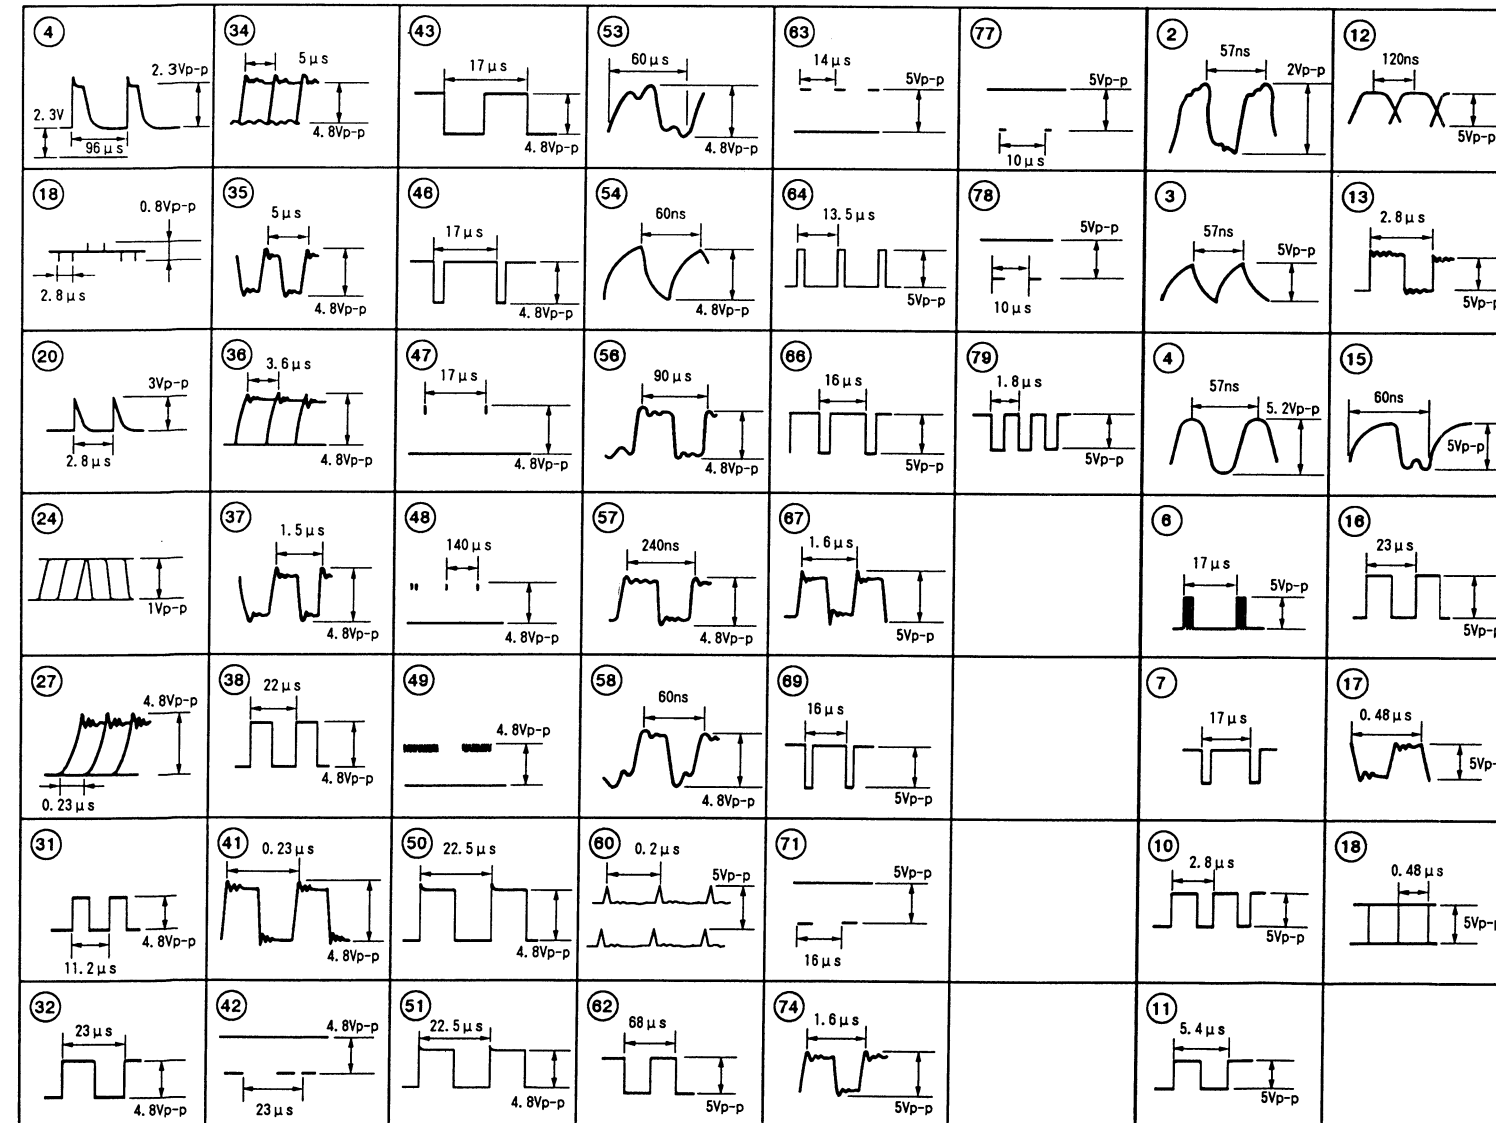 4
2.3Vp-p
2.3V
96μs
34
5μs
4.8Vp-p
43
17μs
4.8Vp-p
53
60μs
4.8Vp-p
63
14μs
5Vp-p
77
5Vp-p
10μs
2
57ns
2Vp-p
12
120ns
5Vp-p
18
0.8Vp-p
2.8μs
35
5μs
4.8Vp-p
46
17μs
4.8Vp-p
54
60ns
4.8Vp-p
64
13.5μs
5Vp-p
78
5Vp-p
10μs
3
57ns
5Vp-p
13
2.8μs
5Vp-p
20
3Vp-p
2.8μs
36
3.6μs
4.8Vp-p
47
17μs
4.8Vp-p
56
90μs
4.8Vp-p
66
16μs
5Vp-p
79
1.8μs
5Vp-p
4
57ns
5.2Vp-p
15
60ns
5Vp-p
24
1Vp-p
37
1.5μs
4.8Vp-p
48
140μs
4.8Vp-p
57
240ns
4.8Vp-p
67
1.6μs
5Vp-p
6
17μs
5Vp-p
16
23μs
5Vp-p
27
4.8Vp-p
0.23μs
38
22μs
4.8Vp-p
49
4.8Vp-p
58
60ns
4.8Vp-p
69
16μs
5Vp-p
7
17μs
17
0.48μs
5Vp-
31
4.8Vp-p
11.2μs
41
0.23μs
4.8Vp-p
50
22.5μs
4.8Vp-p
60
0.2μs
5Vp-p
71
5Vp-p
16μs
10
2.8μs
5Vp-p
18
0.48μs
5Vp-p
32
23μs
4.8Vp-p
42
4.8Vp-p
23μs
51
22.5μs
4.8Vp-p
62
68μs
5Vp-p
74
1.6μs
5Vp-p
11
5.4μs
5Vp-p